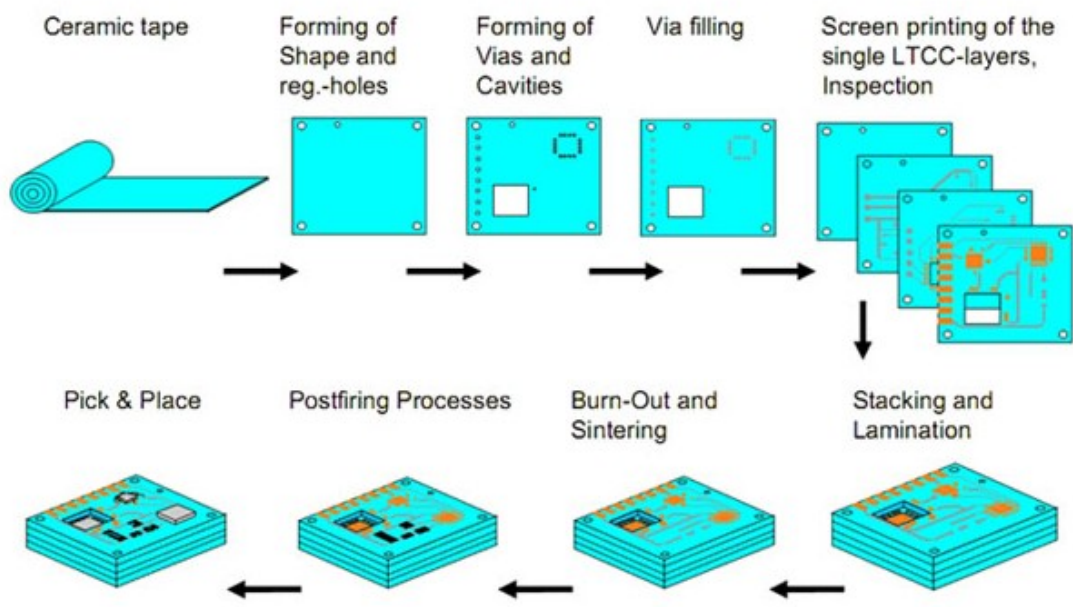 Ceramic tape
Forming of
Shape and
reg.-holes
Forming of
Vias and
Cavities
Via filling
Screen printing of the
single LTCC-layers,
Inspection
Pick & Place
Postfiring Processes
Burn-Out and
Sintering
Stacking and
Lamination